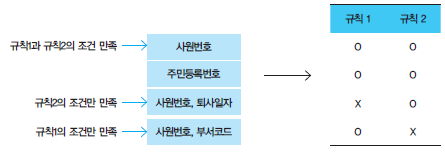 규칙 1 규칙 2
규칙1과 규칙2의 조건 만족 사원번호 O O
주민등록번호 O O
규칙2의 조건만 만족 사원번호, 퇴사일자 X O
규칙1의 조건만 만족 사원번호, 부서코드 O X